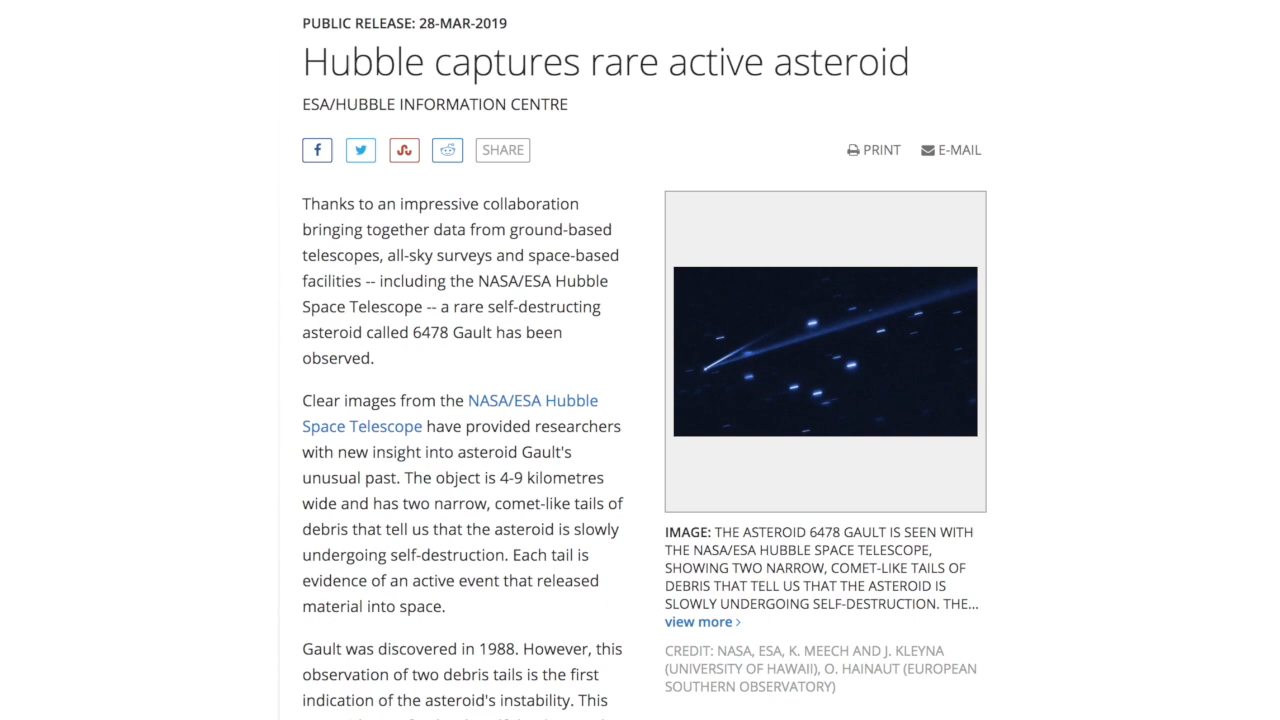 PUBLIC RELEASE: 28-MAR-2019
Hubble captures rare active asteroid
ESA/HUBBLE INFORMATION CENTRE
SHARE
PRINT
E-MAIL
Thanks to an impressive collaboration
bringing together data from ground-based
telescopes, all-sky surveys and space-based
facilities -- including the NASA/ESA Hubble
Space Telescope -- a rare self-destructing
asteroid called 6478 Gault has been
observed.
Clear images from the NASA/ESA Hubble
Space Telescope have provided researchers
with new insight into asteroid Gault's
unusual past. The object is 4-9 kilometres
wide and has two narrow, comet-like tails of
debris that tell us that the asteroid is slowly
undergoing self-destruction. Each tail is
evidence of an active event that released
material into space.
Gault was discovered in 1988. However, this
observation of two debris tails is the first
indication of the asteroid's instability. This
IMAGE: THE ASTEROID 6478 GAULT IS SEEN WITH
THE NASA/ESA HUBBLE SPACE TELESCOPE,
SHOWING TWO NARROW, COMET-LIKE TAILS OF
DEBRIS THAT TELL US THAT THE ASTEROID IS
SLOWLY UNDERGOING SELF-DESTRUCTION. THE...
view more ›
CREDIT: NASA, ESA, K. MEECH AND J. KLEYNA
(UNIVERSITY OF HAWAII), O. HAINAUT (EUROPEAN
SOUTHERN OBSERVATORY)